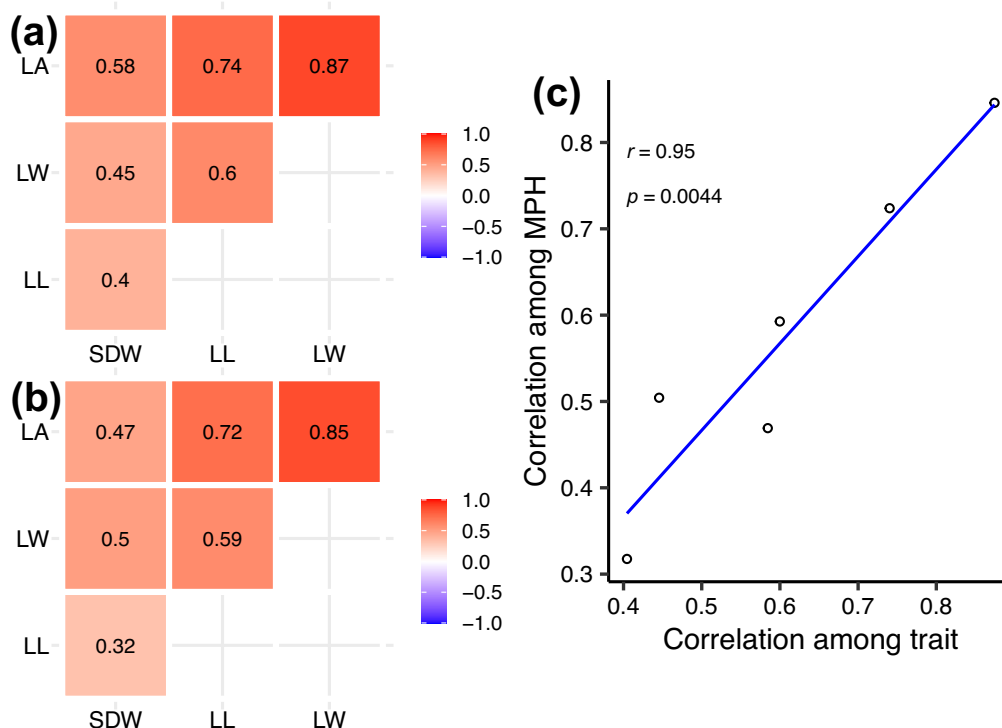 (a)
LA
0.58
0.74
0.87
LW
0.45
0.6
LL
0.4
SDW
LL
LW
1.0
0.5
0.0
−0.5
−1.0
(b)
LA
0.47
0.72
0.85
LW
0.5
0.59
LL
0.32
SDW
LL
LW
1.0
0.5
0.0
−0.5
−1.0
(c)
r = 0.95
p = 0.0044
Correlation among MPH
0.8
0.7
0.6
0.5
0.4
0.3
0.4
0.5
0.6
0.7
0.8
Correlation among trait